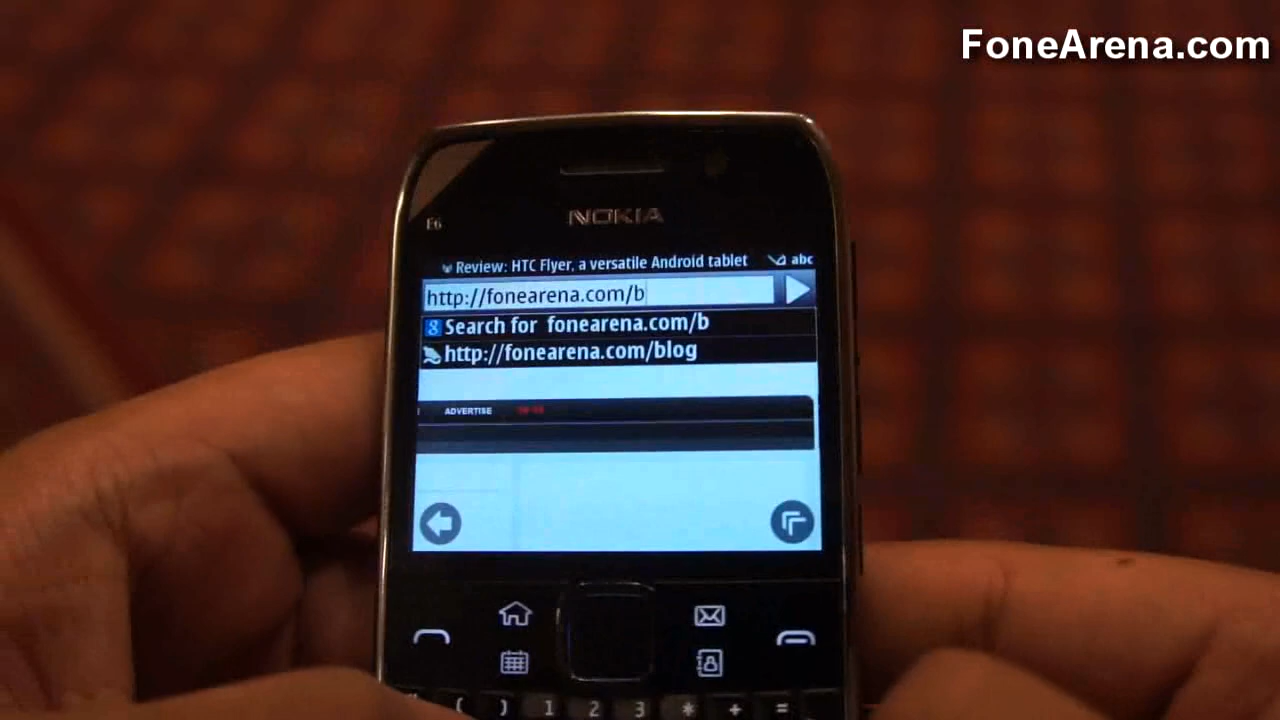 FoneArena.com
E6
NOKIA
Review: HTC Flyer, a versatile Android tablet abc
http://fonearena.com/b
Search for fonearena.com/b
http://fonearena.com/blog
ADVERTISE
( ) 1 2 3 * + =